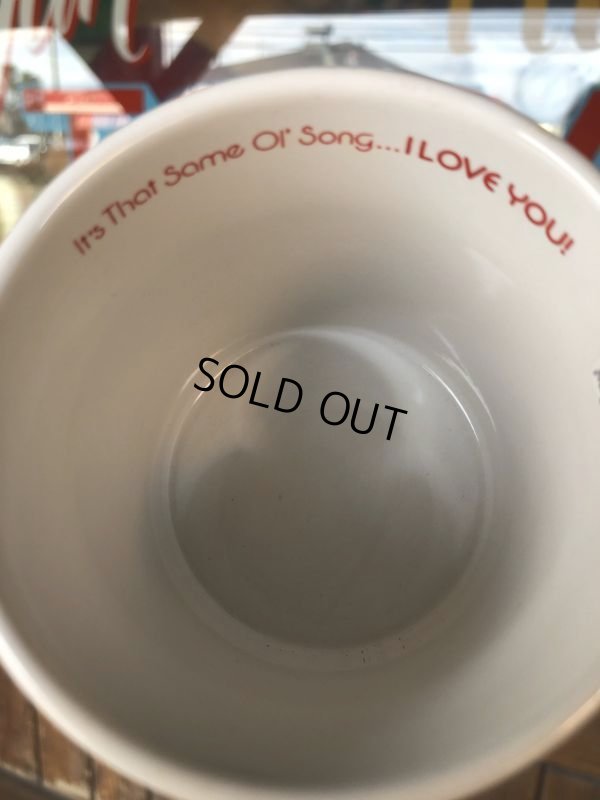 It's That Same Ol' Song...I LOVE YOU!
SOLD OUT